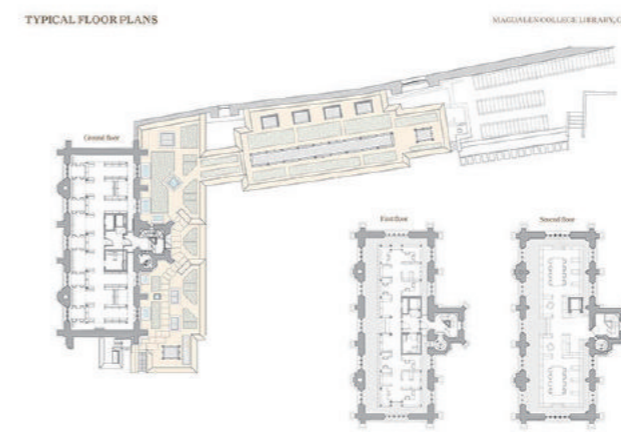 TYPICAL FLOOR PLANS
MAGDALEN COLLEGE LIBRARY,
Ground floor
First floor
Second floor